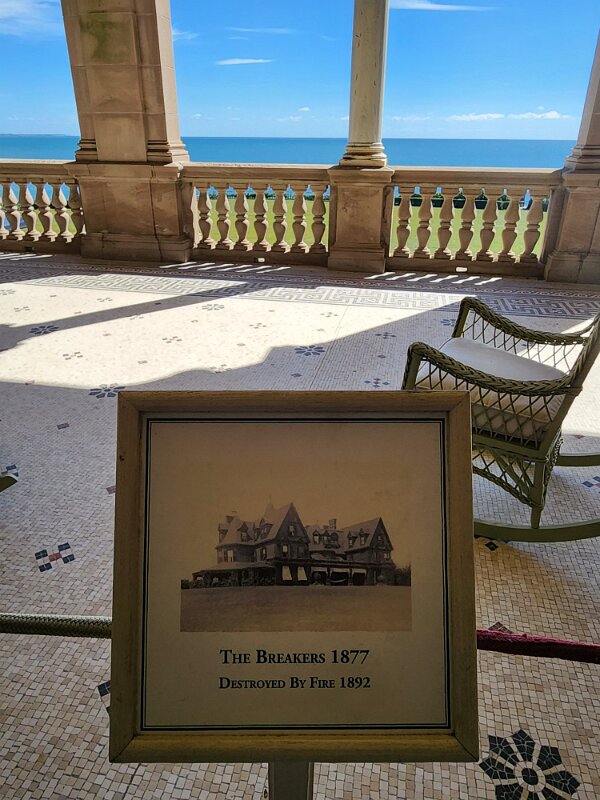 The Breakers 1877
Destroyed By Fire 1892